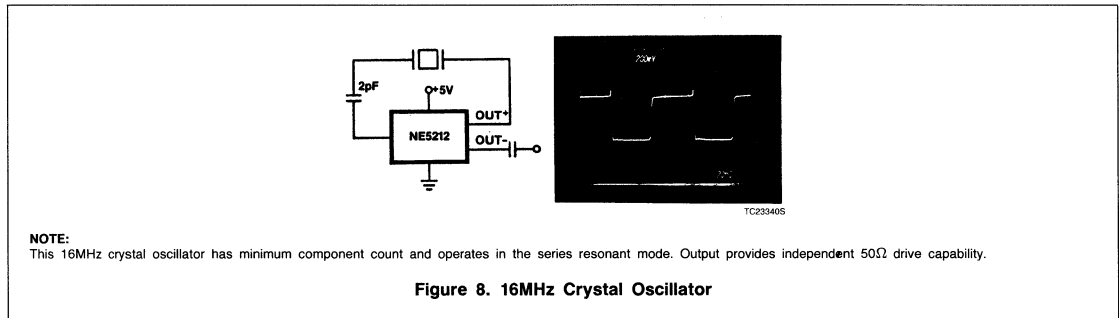 2pF
+5V
OUT+
NE5212
OUT-
200mV
TC23340S
NOTE:
This 16MHz crystal oscillator has minimum component count and operates in the series resonant mode. Output provides independent 50Ω drive capability.
Figure 8. 16MHz Crystal Oscillator